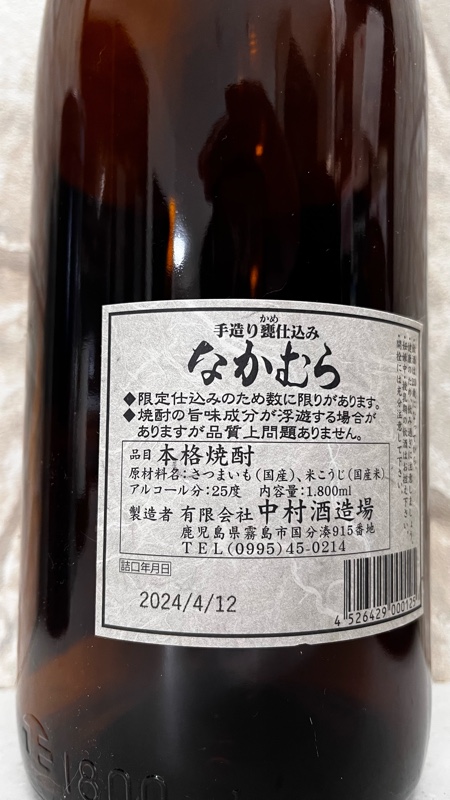 かめ
手造り甕仕込み
なかむら
◆限定仕込みのため数に限りがあります。
◆焼酎の旨味成分が浮遊する場合が
ありますが品質上問題ありません。
品目 本格焼酎
原材料名：さつまいも（国産）、米こうじ（国産米）
アルコール分：25度 内容量：1.800ml
製造者 有限会社 中村酒造場
鹿児島県霧島市国分湊915番地
TEL(0995)45-0214
詰口年月日
2024/4/12
4 526429 000125
1800